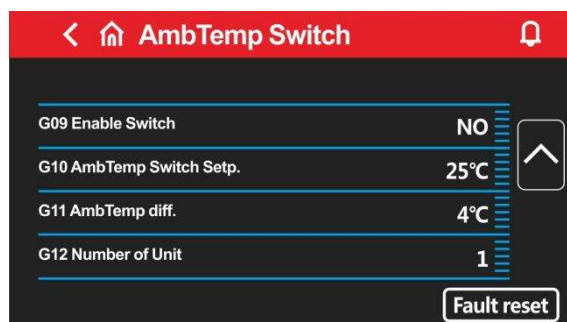 AmbTemp Switch
G09 Enable Switch NO
G10 AmbTemp Switch Setp. 25℃
G11 AmbTemp diff. 4℃
G12 Number of Unit 1
Fault reset